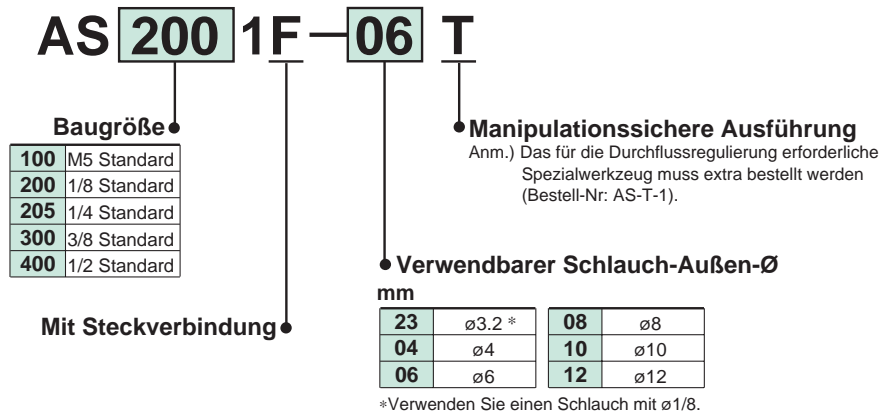 AS 200 1F — 06 T
Baugröße
100 M5 Standard
200 1/8 Standard
205 1/4 Standard
300 3/8 Standard
400 1/2 Standard
Mit Steckverbindung
Manipulationssichere Ausführung
Anm.) Das für die Durchflussregulierung erforderliche
Spezialwerkzeug muss extra bestellt werden
(Bestell-Nr: AS-T-1).
Verwendbarer Schlauch-Außen-Ø
mm
23 ø3.2 * 08 ø8
04 ø4 10 ø10
06 ø6 12 ø12
*Verwenden Sie einen Schlauch mit ø1/8.